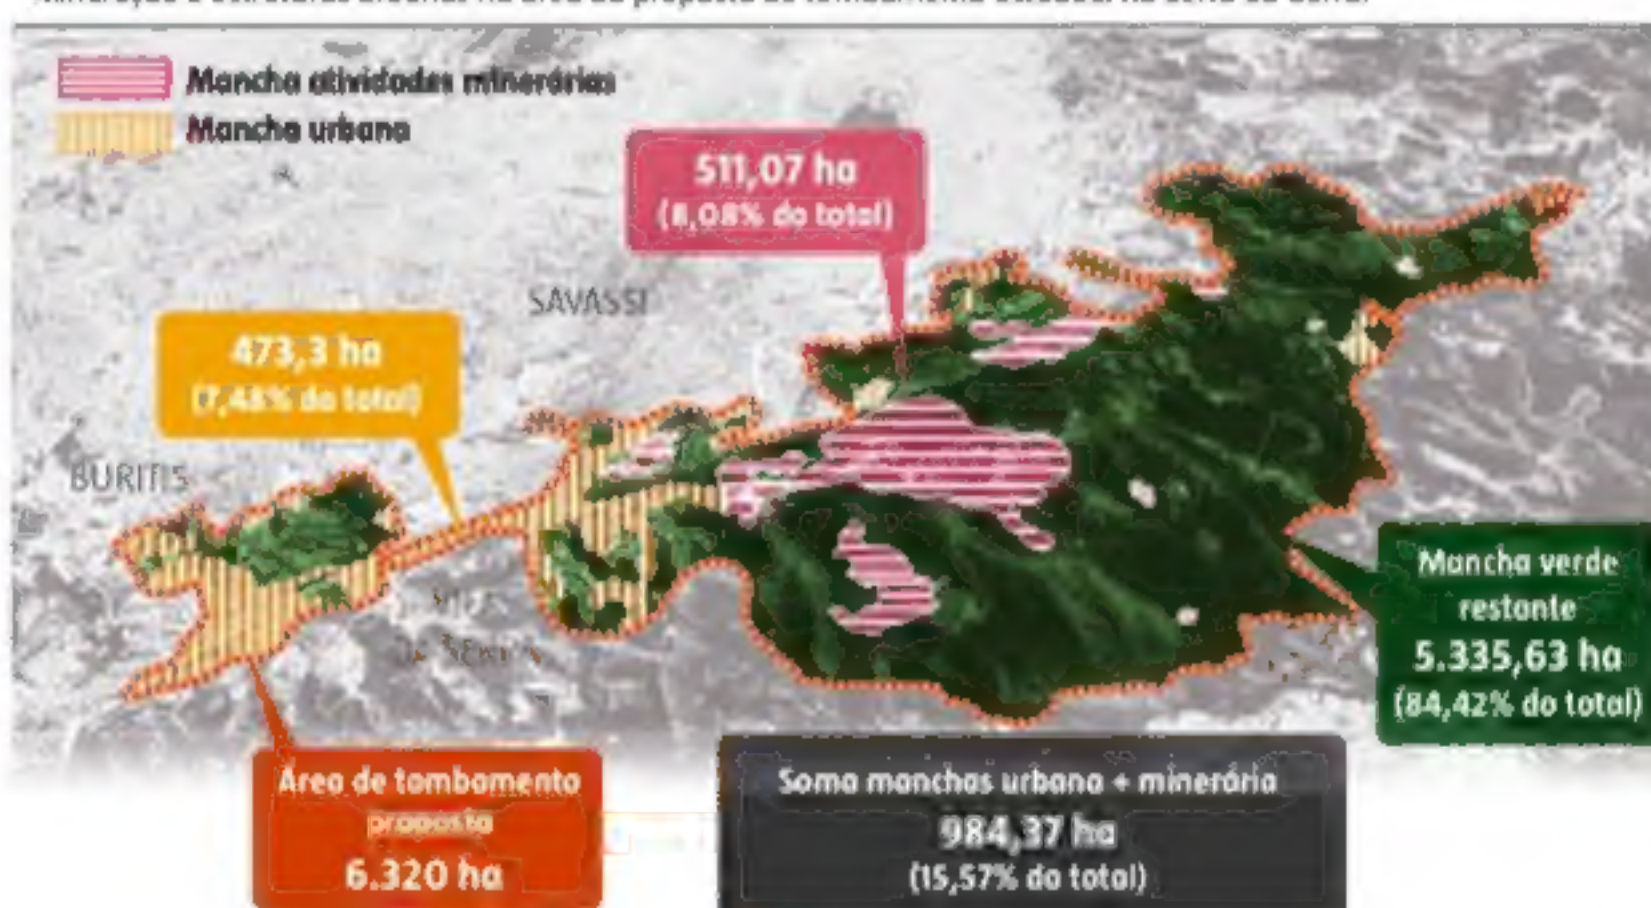 Mancha atividades minerárias
Mancha urbana
511,07 ha
(8,08% do total)
SAVASSI
473,3 ha
(7,48% do total)
BURITIS
Mancha verde
restante
5.335,63 ha
(84,42% do total)
Área de tombamento
proposta
6.320 ha
Soma manchas urbana + minerária
984,37 ha
(15,57% do total)